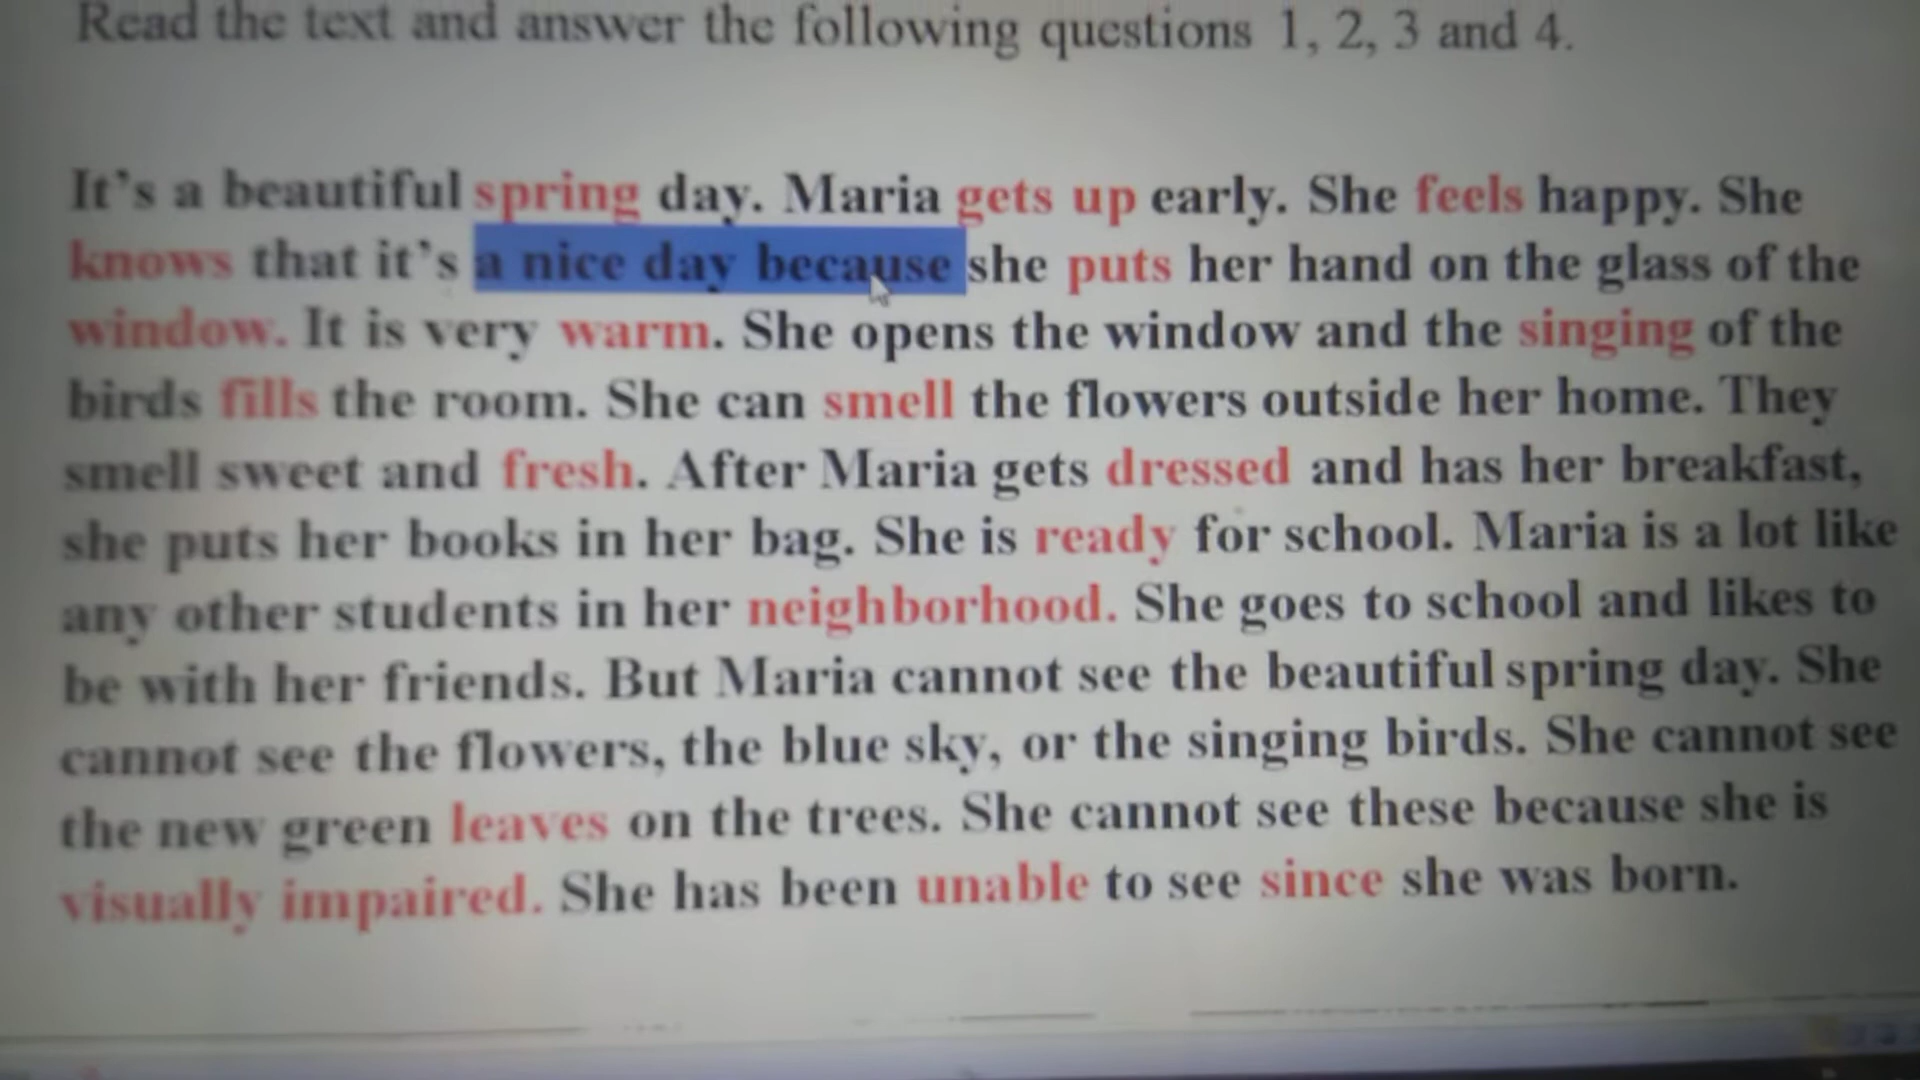 Read the text and answer the following questions 1, 2, 3 and 4.
It's a beautiful spring day. Maria gets up early. She feels happy. She
knows that it's a nice day because she puts her hand on the glass of the
window. It is very warm. She opens the window and the singing of the
birds fills the room. She can smell the flowers outside her home. They
smell sweet and fresh. After Maria gets dressed and has her breakfast,
she puts her books in her bag. She is ready for school. Maria is a lot like
any other students in her neighborhood. She goes to school and likes to
be with her friends. But Maria cannot see the beautiful spring day. She
cannot see the flowers, the blue sky, or the singing birds. She cannot see
the new green leaves on the trees. She cannot see these because she is
visually impaired. She has been unable to see since she was born.